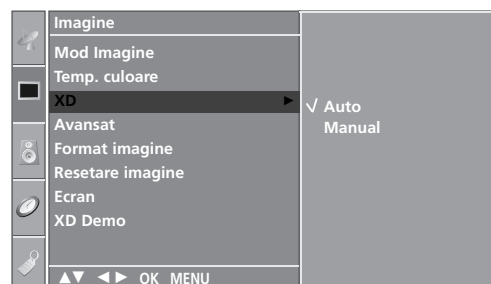 Imagine
Mod Imagine
Temp. culoare
XD ►
Avansat
Format imagine
Resetare imagine
Ecran
XD Demo
√ Auto
Manual
▲▼ ◄► OK MENU